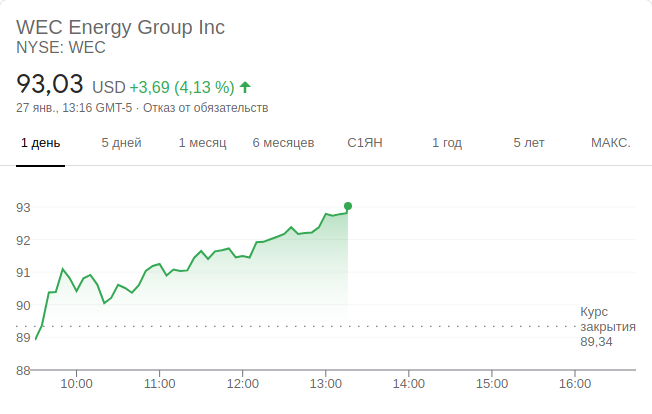 WEC Energy Group Inc
NYSE: WEC
93,03 USD +3,69 (4,13 %)
27 янв., 13:16 GMT-5 · Отказ от обязательств
1 день 5 дней 1 месяц 6 месяцев С1ЯН 1 год 5 лет МАКС.
93
92
91
90
89
88
Курс
закрытия
89,34
10:00 11:00 12:00 13:00 14:00 15:00 16:00